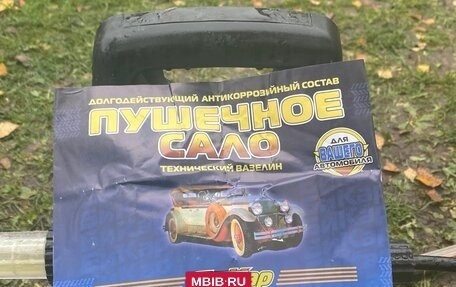 ДОЛГОДЕЙСТВУЮЩИЙ АНТИКОРРОЗИЙНЫЙ СОСТАВ
ПУШЕЧНОЕ
САЛО
ТЕХНИЧЕСКИЙ ВАЗЕЛИН
ДЛЯ
ВАШЕГО
АВТОМОБИЛЯ
MBIB.RU